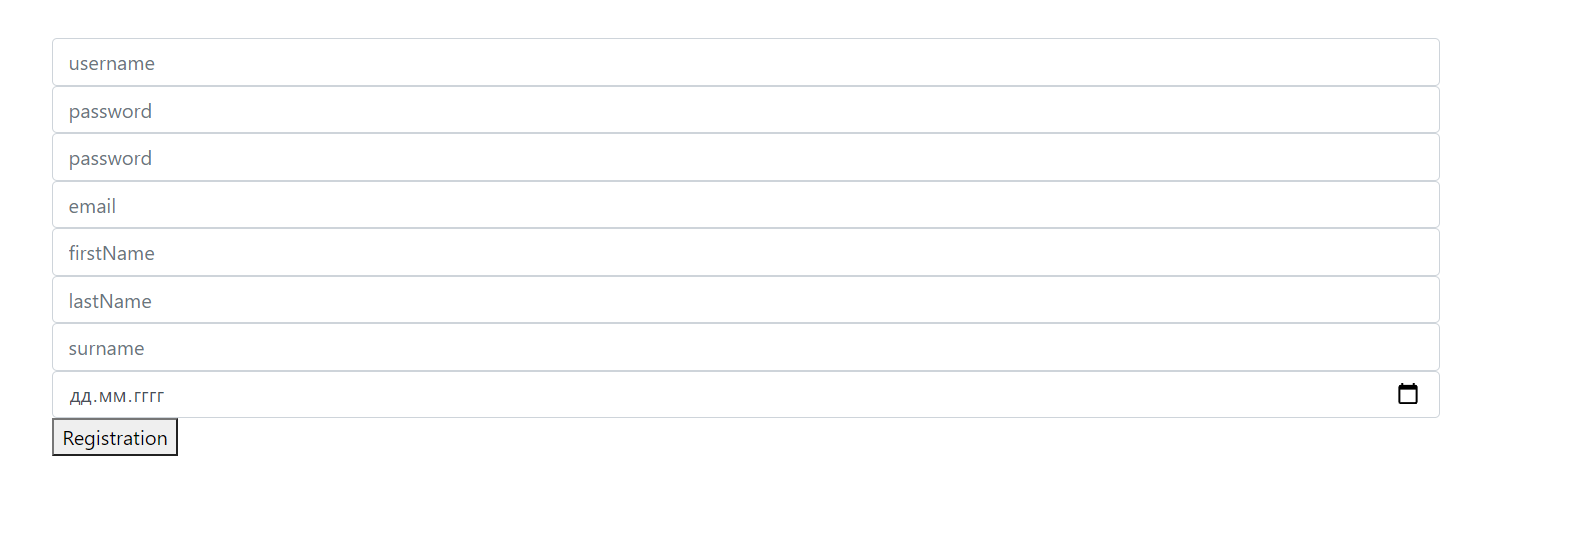 username
password
password
email
firstName
lastName
surname
дд.мм.гггг
Registration